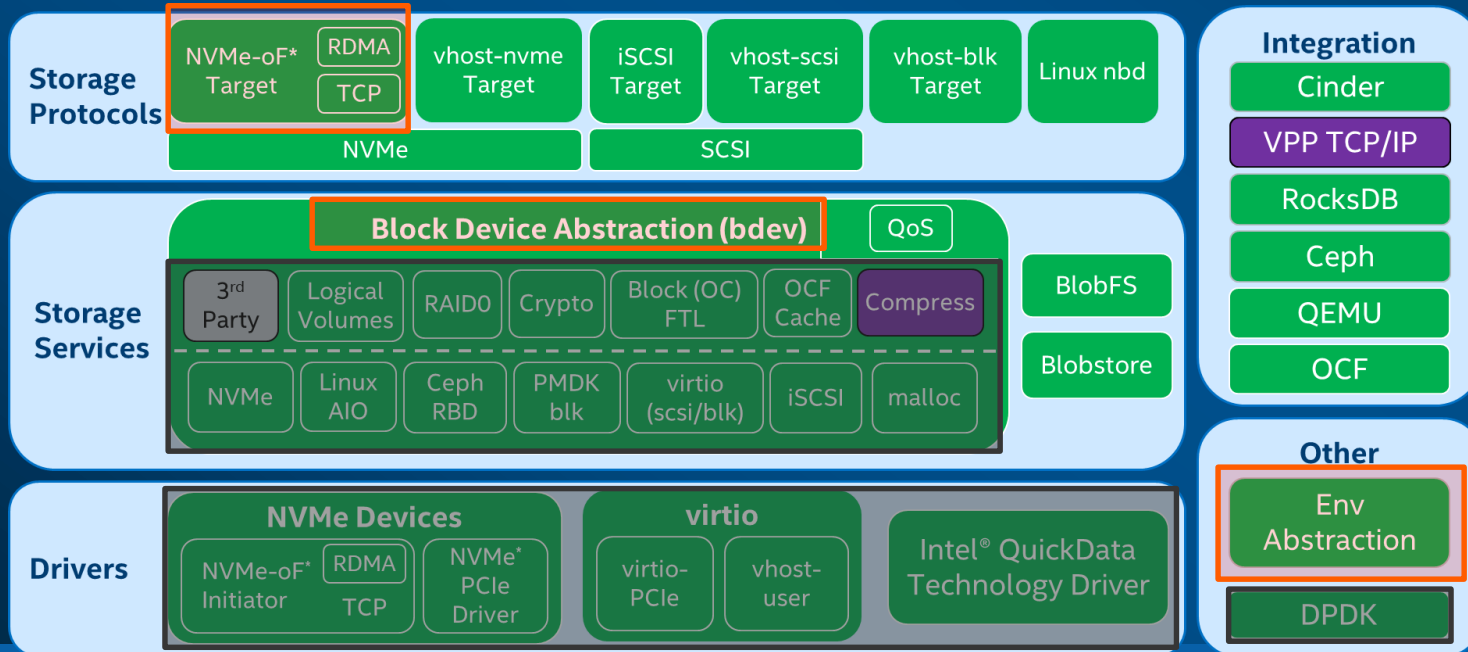 Storage
Protocols
NVMe-oF*
Target
RDMA
TCP
vhost-nvme
Target
iSCSI
Target
vhost-scsi
Target
vhost-blk
Target
Linux nbd
NVMe
SCSI
Storage
Services
Block Device Abstraction (bdev)
QoS
3rd
Party
Logical
Volumes
RAID0
Crypto
Block (OC)
FTL
OCF
Cache
Compress
NVMe
Linux
AIO
Ceph
RBD
PMDK
blk
virtio
(scsi/blk)
iSCSI
malloc
BlobFS
Blobstore
Drivers
NVMe Devices
NVMe-oF*
Initiator
RDMA
TCP
NVMe*
PCIe
Driver
virtio
virtio-
PCIe
vhost-
user
Intel® QuickData
Technology Driver
Integration
Cinder
VPP TCP/IP
RocksDB
Ceph
QEMU
OCF
Other
Env
Abstraction
DPDK